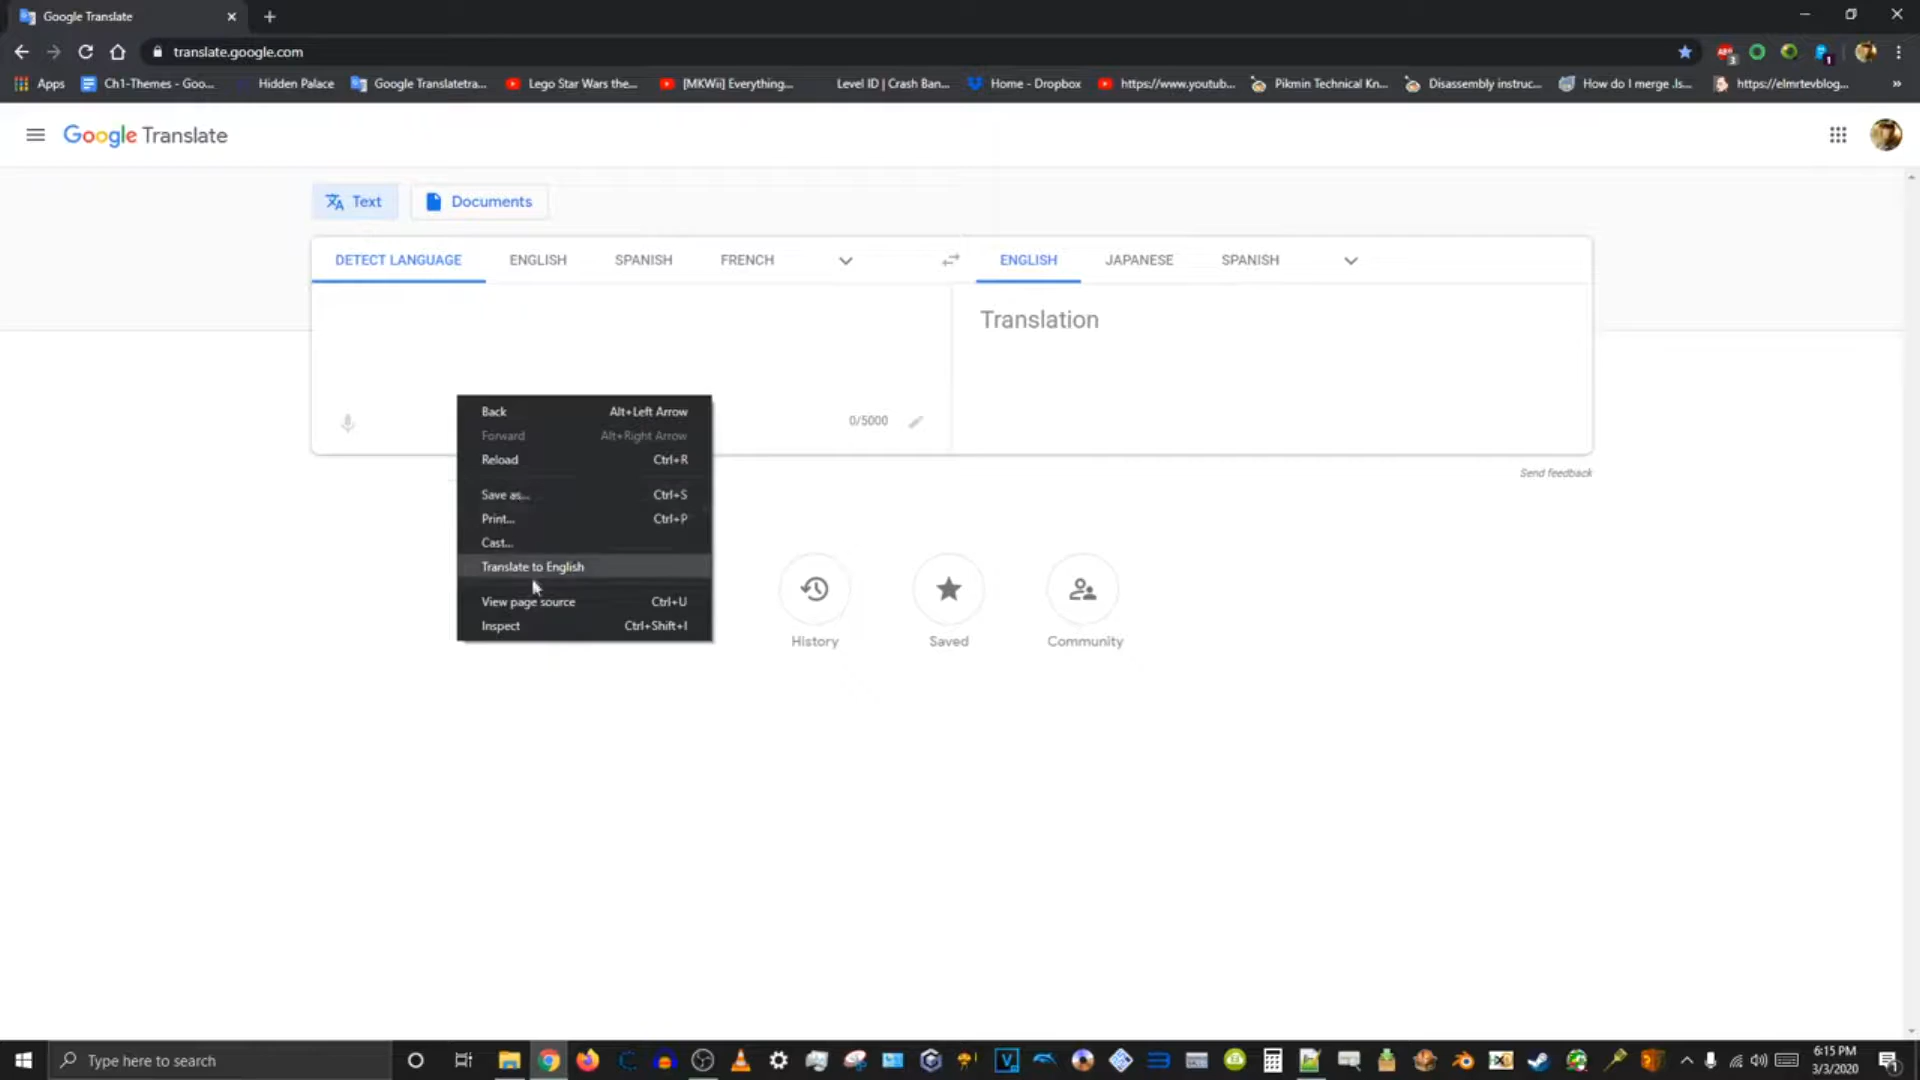 Google Translate
translate.google.com
Apps
Ch1-Themes - Goo...
Hidden Palace
Google Translatetra...
Lego Star Wars the...
[MKWii] Everything...
Level ID | Crash Ban...
Home - Dropbox
https://www.youtub...
Pikmin Technical Kn...
Disassembly instruc...
How do I merge .ls...
https://elmrtevblog...
»
Google Translate
Text
Documents
DETECT LANGUAGE ENGLISH SPANISH FRENCH
ENGLISH JAPANESE SPANISH
Translation
0/5000
Send feedback
Back Alt+Left Arrow
Forward Alt+Right Arrow
Reload Ctrl+R
Save as... Ctrl+S
Print... Ctrl+P
Cast...
Translate to English
View page source Ctrl+U
Inspect Ctrl+Shift+I
History
Saved
Community
Type here to search
6:15 PM
3/3/2020